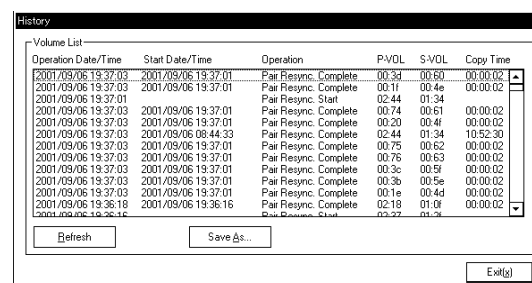 History
Volume List
Operation Date/Time Start Date/Time Operation P-VOL S-VOL Copy Time
2001/09/06 19:37:03 2001/09/06 19:37:01 Pair Resync. Complete 00:3d 00:60 00:00:02
2001/09/06 19:37:03 2001/09/06 19:37:01 Pair Resync. Complete 00:1f 00:4e 00:00:02
2001/09/06 19:37:01 Pair Resync. Start 02:44 01:34
2001/09/06 19:37:03 2001/09/06 19:37:01 Pair Resync. Complete 00:74 00:61 00:00:02
2001/09/06 19:37:03 2001/09/06 19:37:01 Pair Resync. Complete 00:20 00:4f 00:00:02
2001/09/06 19:37:03 2001/09/06 08:44:33 Pair Resync. Complete 02:44 01:34 10:52:30
2001/09/06 19:37:03 2001/09/06 19:37:01 Pair Resync. Complete 00:75 00:62 00:00:02
2001/09/06 19:37:03 2001/09/06 19:37:01 Pair Resync. Complete 00:76 00:63 00:00:02
2001/09/06 19:37:03 2001/09/06 19:37:01 Pair Resync. Complete 00:3c 00:5f 00:00:02
2001/09/06 19:37:03 2001/09/06 19:37:01 Pair Resync. Complete 00:3b 00:5e 00:00:02
2001/09/06 19:37:03 2001/09/06 19:37:01 Pair Resync. Complete 00:1e 00:4d 00:00:02
2001/09/06 19:36:18 2001/09/06 19:36:16 Pair Resync. Complete 02:18 01:0f 00:00:02
2001/09/06 19:36:16 Pair Resync. Start 02:37
Refresh Save As...
Exit(x)